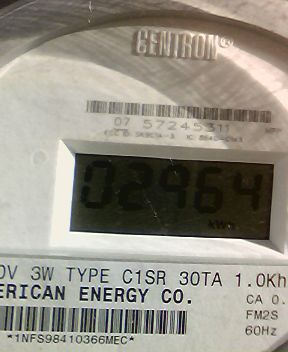 CENTRON®
07 57245311
02964
kWh
0V 3W TYPE C1SR 30TA 1.0Kh
ERICAN ENERGY CO.
CA 0.
FM2S
60Hz
*1NFS98410366MEC*